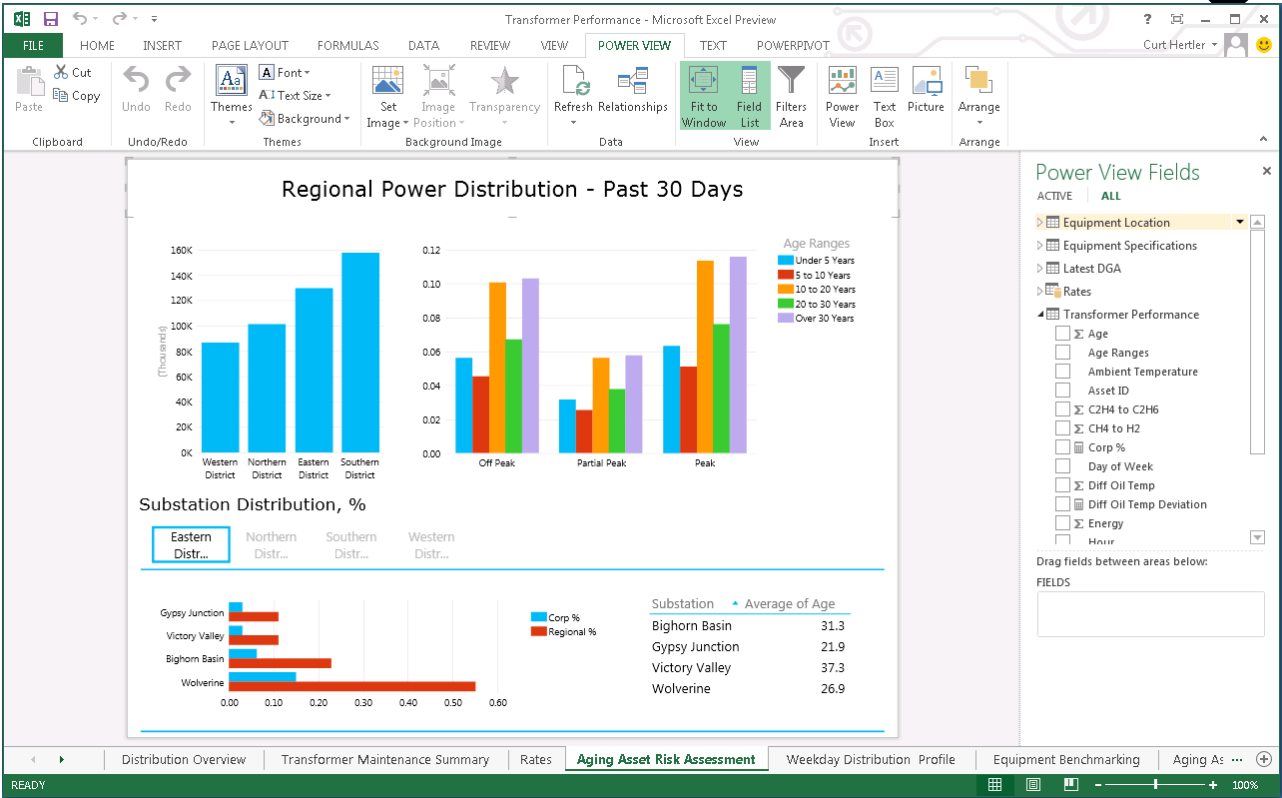 Transformer Performance - Microsoft Excel Preview
?
FILE HOME INSERT PAGE LAYOUT FORMULAS DATA REVIEW VIEW POWER VIEW TEXT POWERPIVOT
Curt Hertler
Paste
Cut
Copy
Clipboard
Undo Redo
Undo/Redo
Themes
Font
Text Size
Background
Themes
Set Image
Image Position
Transparency
Background Image
Refresh Relationships
Data
Fit to Window
Field List
Filters Area
View
Power View
Text Box
Picture
Insert
Arrange
Arrange
Regional Power Distribution - Past 30 Days
160K
140K
120K
100K
80K
60K
40K
20K
0K
(Thousands)
Western District
Northern District
Eastern District
Southern District
0.12
0.10
0.08
0.06
0.04
0.02
0.00
Off Peak Partial Peak Peak
Age Ranges
Under 5 Years
5 to 10 Years
10 to 20 Years
20 to 30 Years
Over 30 Years
Substation Distribution, %
Eastern Distr...
Northern Distr...
Southern Distr...
Western Distr...
Gypsy Junction
Victory Valley
Bighorn Basin
Wolverine
0.00 0.10 0.20 0.30 0.40 0.50 0.60
Corp %
Regional %
Substation Average of Age
Bighorn Basin 31.3
Gypsy Junction 21.9
Victory Valley 37.3
Wolverine 26.9
Power View Fields
ACTIVE ALL
Equipment Location
Equipment Specifications
Latest DGA
Rates
Transformer Performance
Σ Age
Age Ranges
Ambient Temperature
Asset ID
Σ C2H4 to C2H6
Σ CH4 to H2
Corp %
Day of Week
Σ Diff Oil Temp
Diff Oil Temp Deviation
Σ Energy
Hour
Drag fields between areas below:
FIELDS
Distribution Overview Transformer Maintenance Summary Rates Aging Asset Risk Assessment Weekday Distribution Profile Equipment Benchmarking Aging As ...
READY
100%